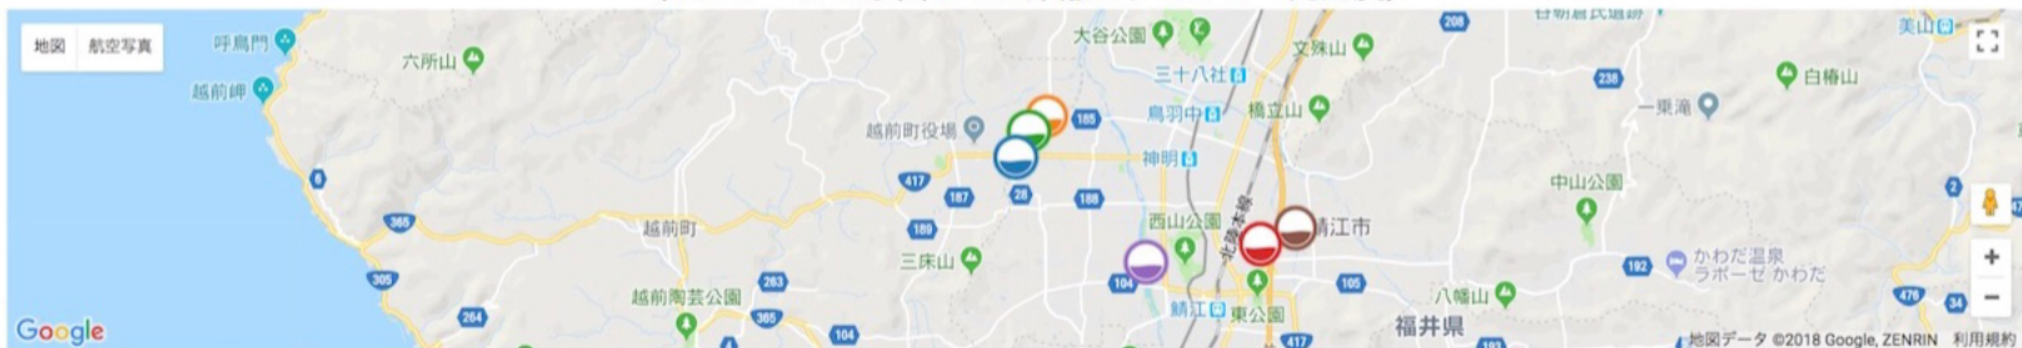 地図 航空写真
呼鳥門
越前岬
六所山
大谷公園
文殊山
208
美山
三十八社
238
白椿山
一乗滝
越前町役場
185
鳥羽中
橋立山
神明
6
417
187
28
188
中山公園
2
365
越前町
189
西山公園
北陸本線
鯖江市
三床山
305
263
104
105
192
かわだ温泉
ラポーゼ かわだ
越前陶芸公園
365
264
104
鯖江
東公園
八幡山
476
34
福井県
417
Google
地図データ ©2018 Google, ZENRIN 利用規約